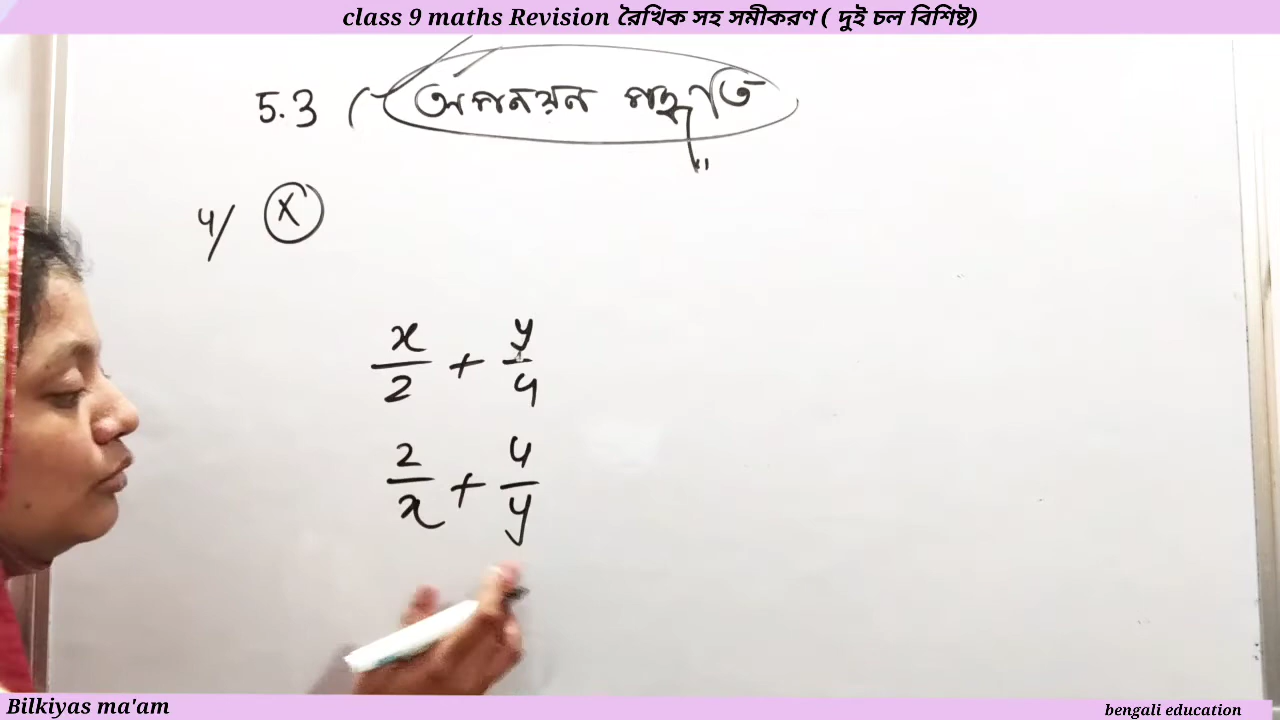 class 9 maths Revision রৈখিক সহ সমীকরণ ( দুই চল বিশিষ্ট)
5.3 ( অপনয়ন পদ্ধতি
4/ X
x/2 + y/4
2/x + 4/y
Bilkiyas ma'am
bengali education